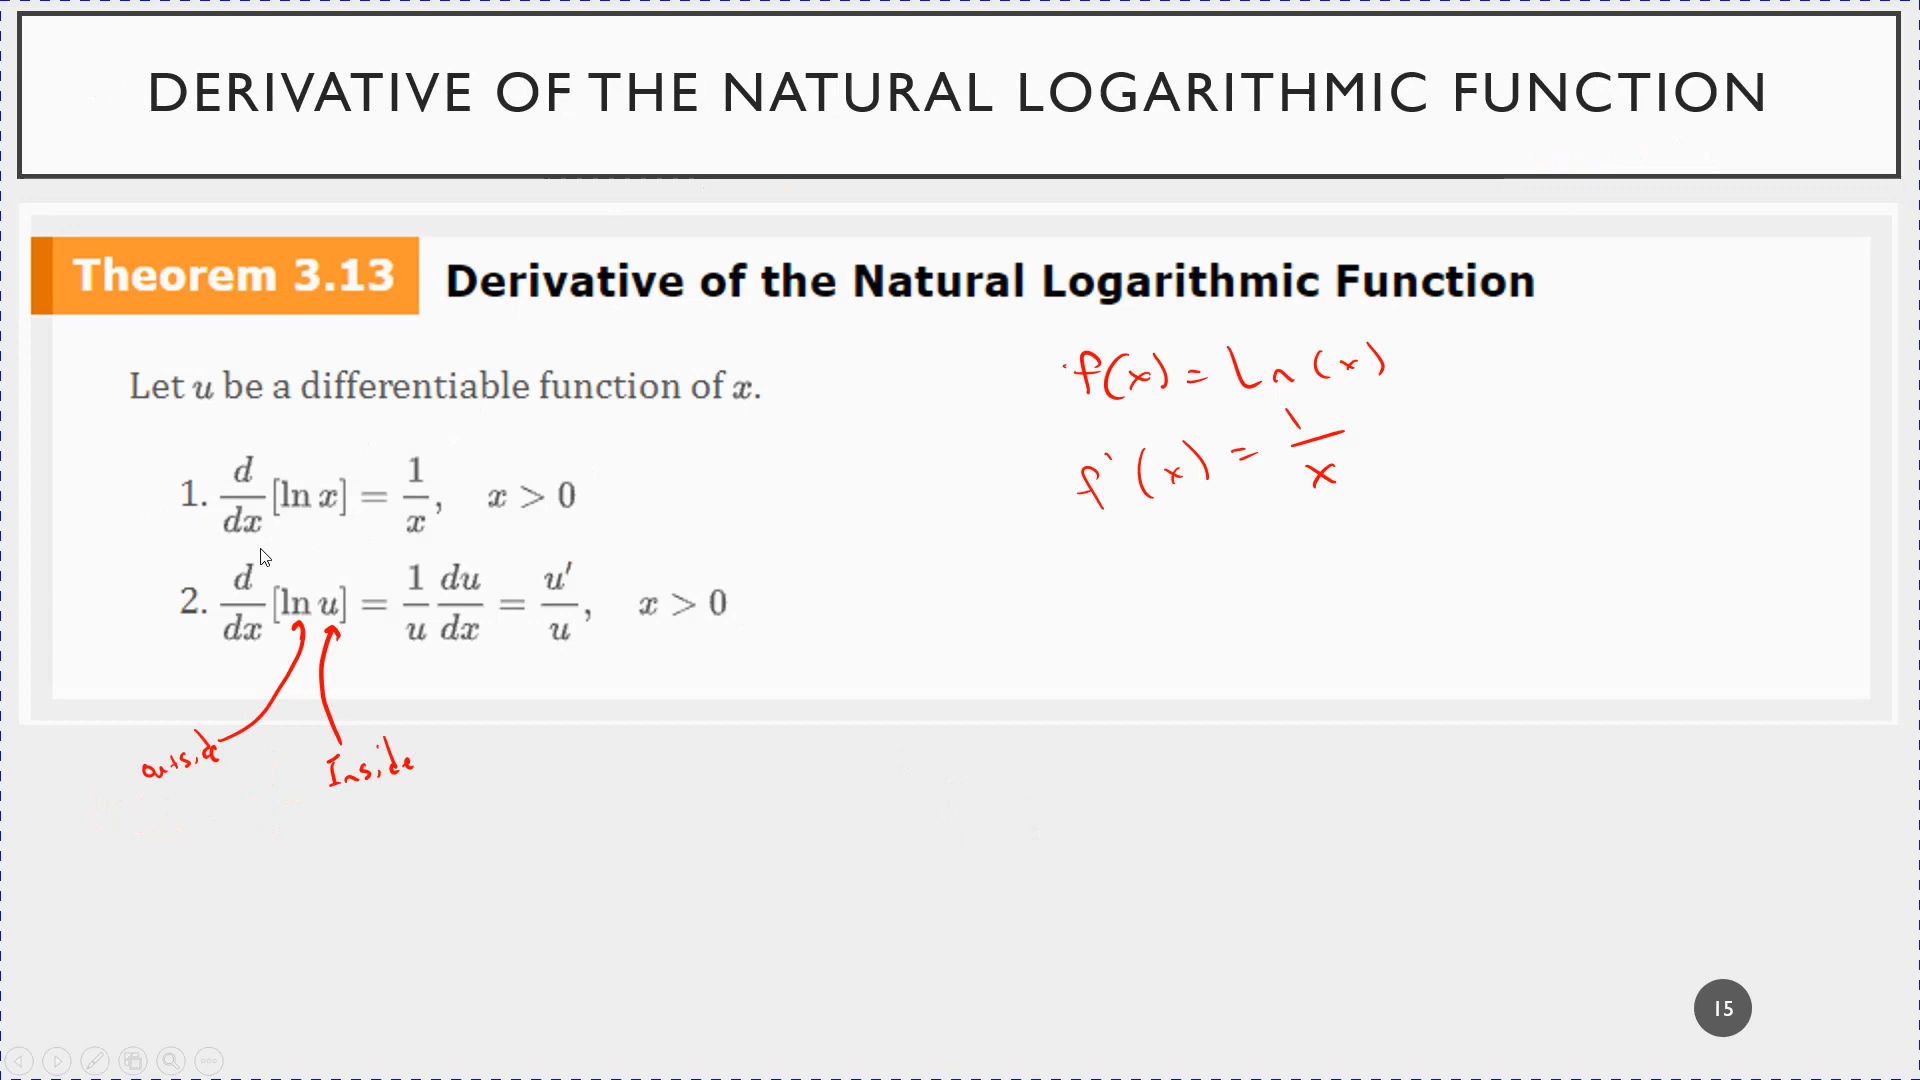 DERIVATIVE OF THE NATURAL LOGARITHMIC FUNCTION
Theorem 3.13 Derivative of the Natural Logarithmic Function
Let u be a differentiable function of x.
f(x) = Ln(x)
1. d/dx [ln x] = 1/x, x > 0
f'(x) = 1/x
2. d/dx [ln u] = 1/u du/dx = u'/u, x > 0
outside
Inside
15